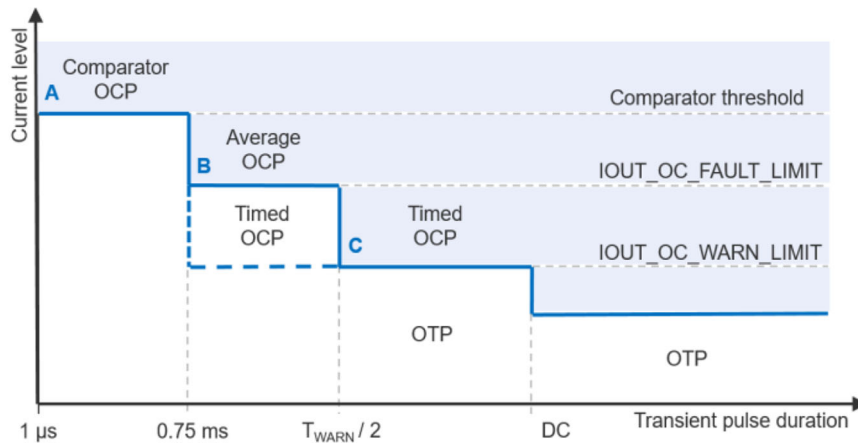 Current level
Comparator
OCP
A
Comparator threshold
Average
OCP
B
IOUT_OC_FAULT_LIMIT
Timed
OCP
C
Timed
OCP
IOUT_OC_WARN_LIMIT
OTP
OTP
1 µs
0.75 ms
TWARN / 2
DC
Transient pulse duration